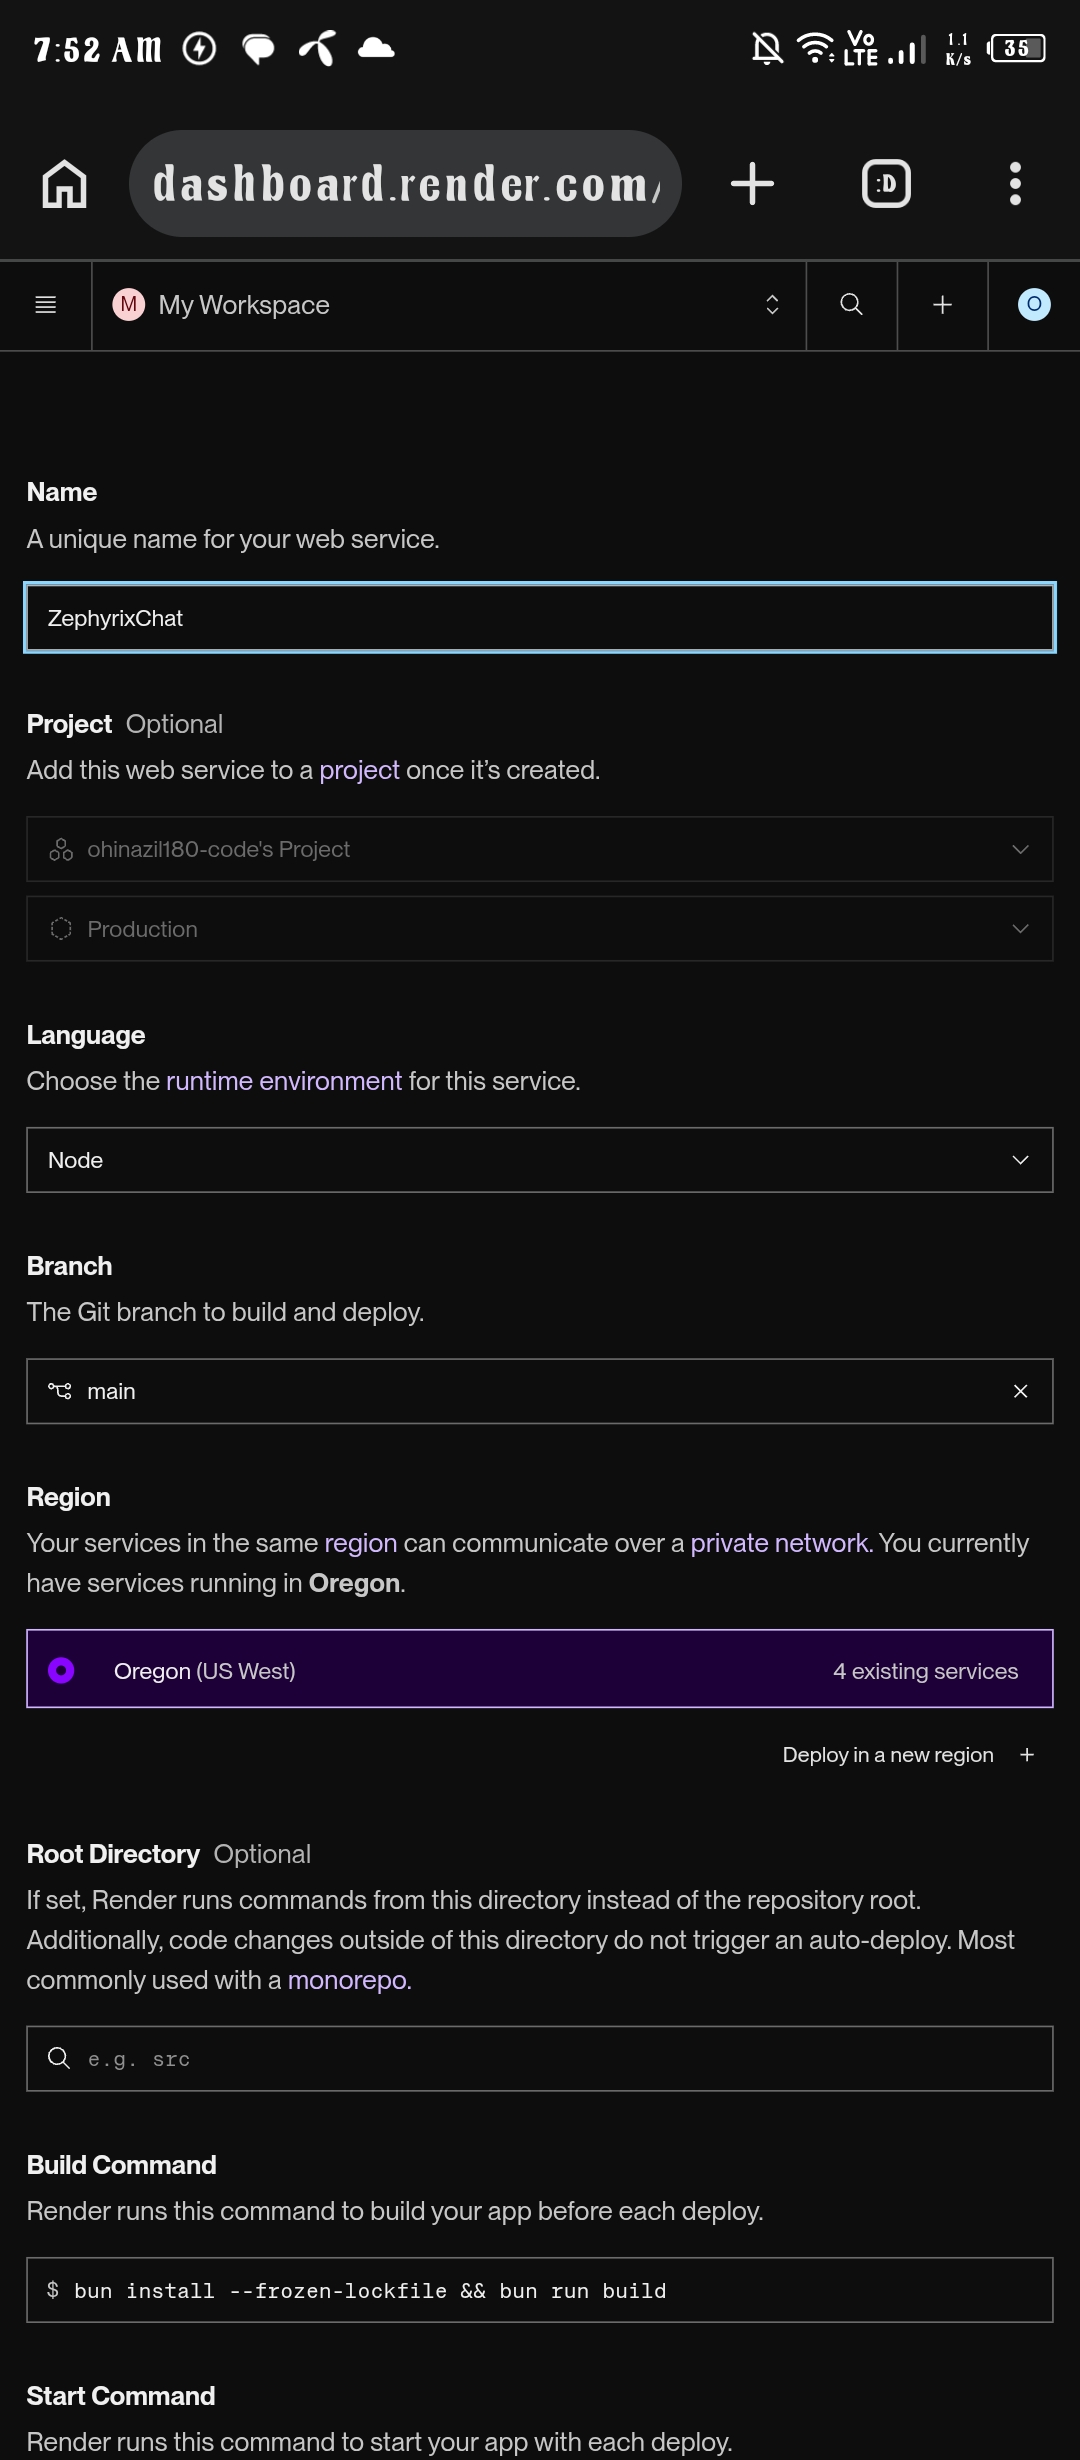 7:52 AM
Vo
LTE
1.1
K/s
35
dashboard.render.com/
:D
M My Workspace
O
Name
A unique name for your web service.
ZephyrixChat
Project Optional
Add this web service to a project once it’s created.
ohinazil180-code's Project
Production
Language
Choose the runtime environment for this service.
Node
Branch
The Git branch to build and deploy.
main
Region
Your services in the same region can communicate over a private network. You currently
have services running in Oregon.
Oregon (US West) 4 existing services
Deploy in a new region +
Root Directory Optional
If set, Render runs commands from this directory instead of the repository root.
Additionally, code changes outside of this directory do not trigger an auto-deploy. Most
commonly used with a monorepo.
e.g. src
Build Command
Render runs this command to build your app before each deploy.
$ bun install --frozen-lockfile && bun run build
Start Command
Render runs this command to start your app with each deploy.